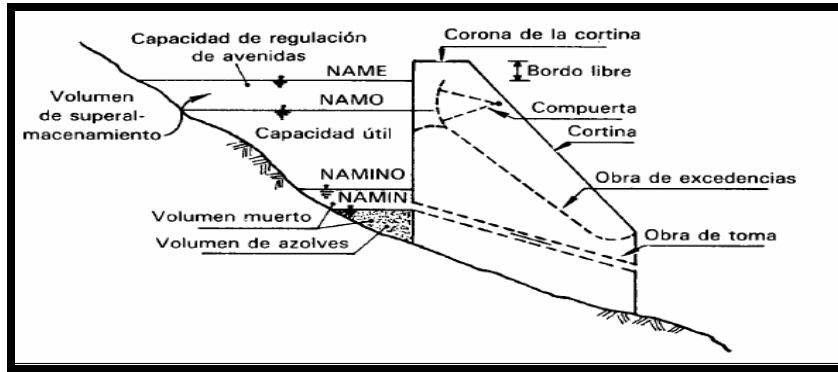 Capacidad de regulación
de avenidas
NAME
Volumen
de superal-
macenamiento
NAMO
Capacidad útil
NAMINO
NAMIN
Volumen muerto
Volumen de azolves
Corona de la cortina
Bordo libre
Compuerta
Cortina
Obra de excedencias
Obra de toma